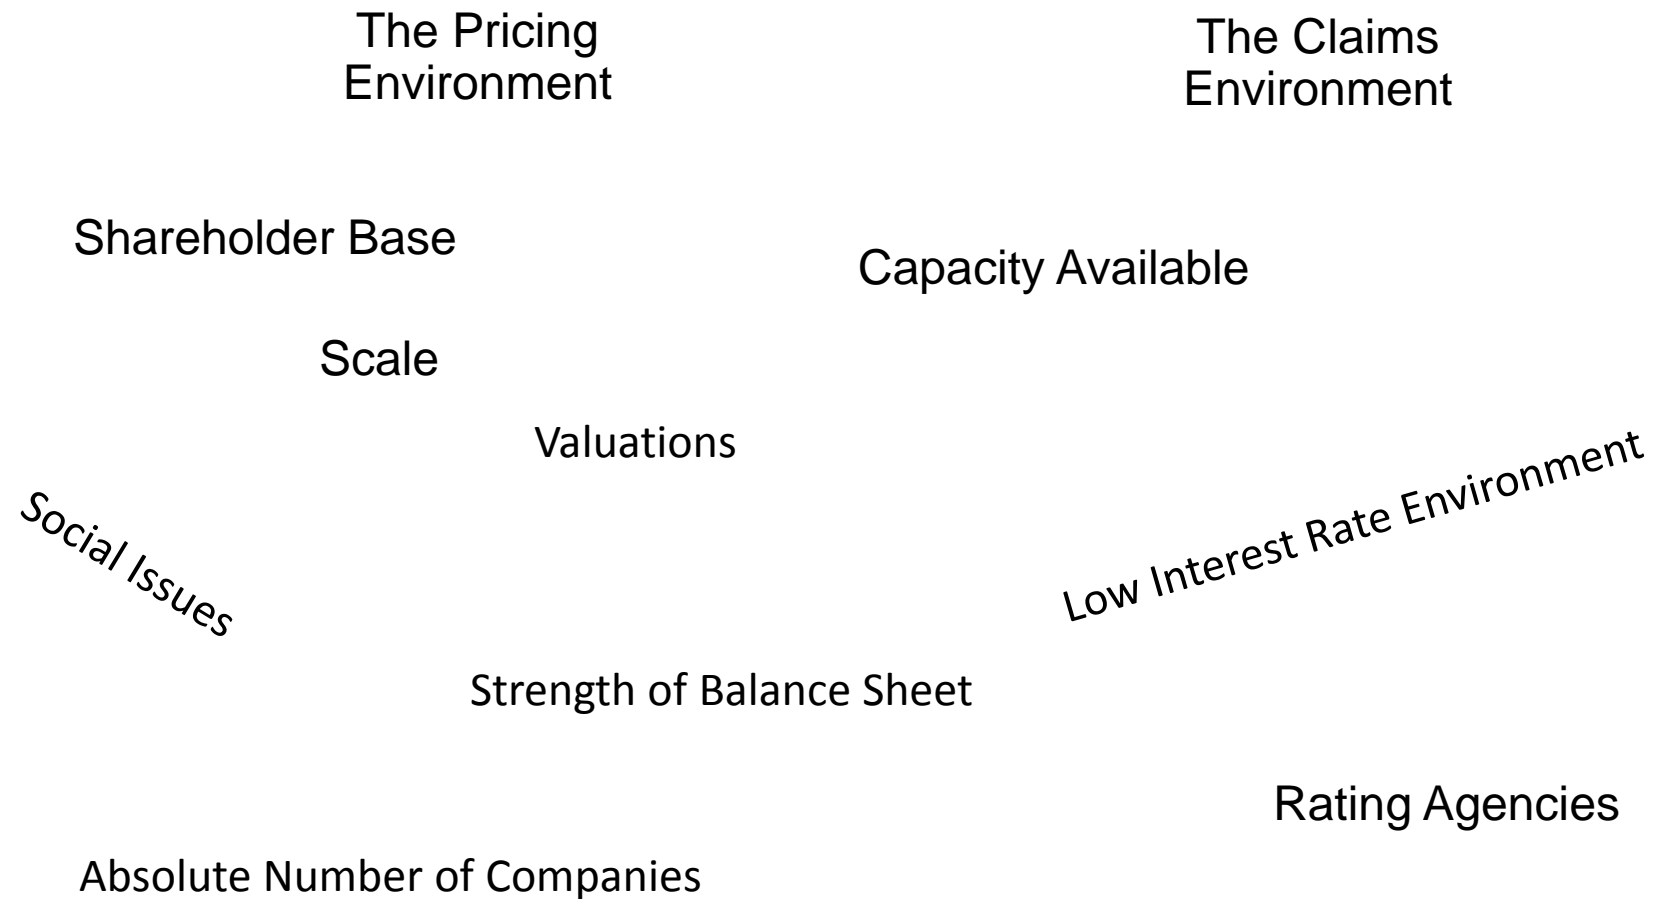 The Pricing
Environment
The Claims
Environment
Shareholder Base
Capacity Available
Scale
Valuations
Social Issues
Low Interest Rate Environment
Strength of Balance Sheet
Rating Agencies
Absolute Number of Companies